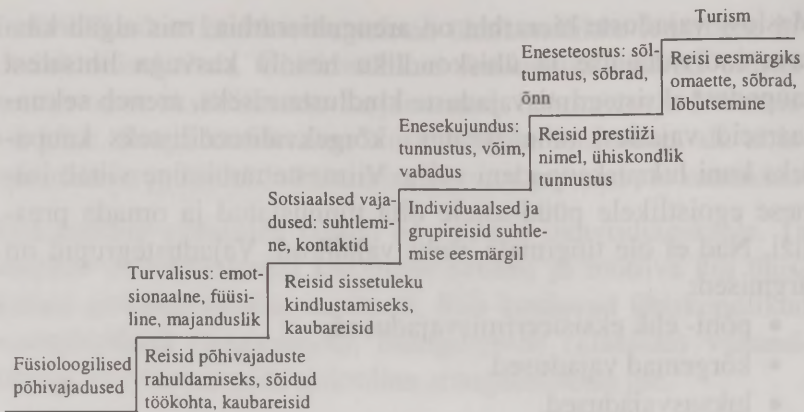 Turism
Eneseteostus: sõl-
tumatus, sõbrad,
õnn
Reisi eesmärgiks
omaette, sõbrad,
lõbutsemine
Enesekujundus:
tunnustus, võim,
vabadus
Reisid prestiiži
nimel, ühiskondlik
tunnustus
Sotsiaalsed vaja-
dused: suhtlemi-
ne, kontaktid
Individuaalsed ja
grupireisid suhtle-
mise eesmärgil
Turvalisus: emot-
sionaalne, füüsi-
line, majanduslik
Reisid sissetuleku
kindlustamiseks,
kaubareisid
Füsioloogilised
põhivajadused
Reisid põhivajaduste
rahuldamiseks, sõidud
töökohta, kaubareisid